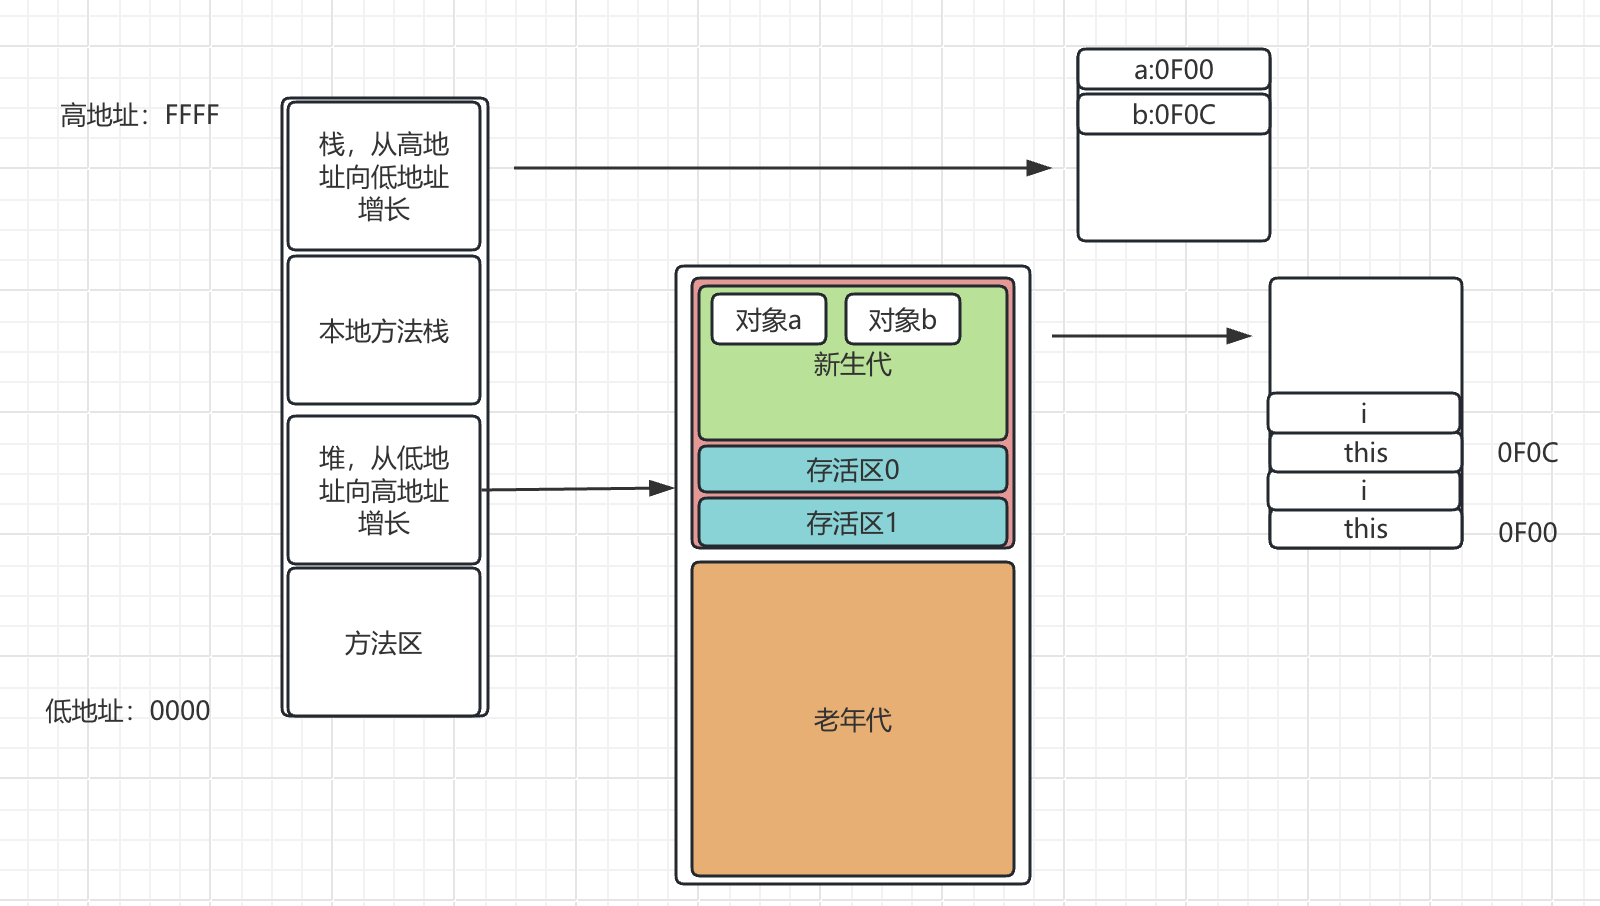 高地址：FFFF
栈，从高地
址向低地址
增长
本地方法栈
堆，从低地
址向高地址
增长
方法区
低地址：0000
对象a
对象b
新生代
存活区0
存活区1
老年代
a:0F00
b:0F0C
i
this
0F0C
i
this
0F00